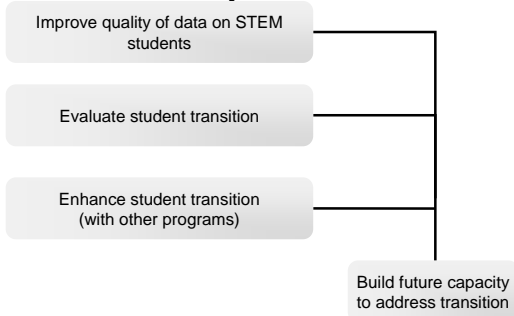 Improve quality of data on STEM
students
Evaluate student transition
Enhance student transition
(with other programs)
Build future capacity
to address transition